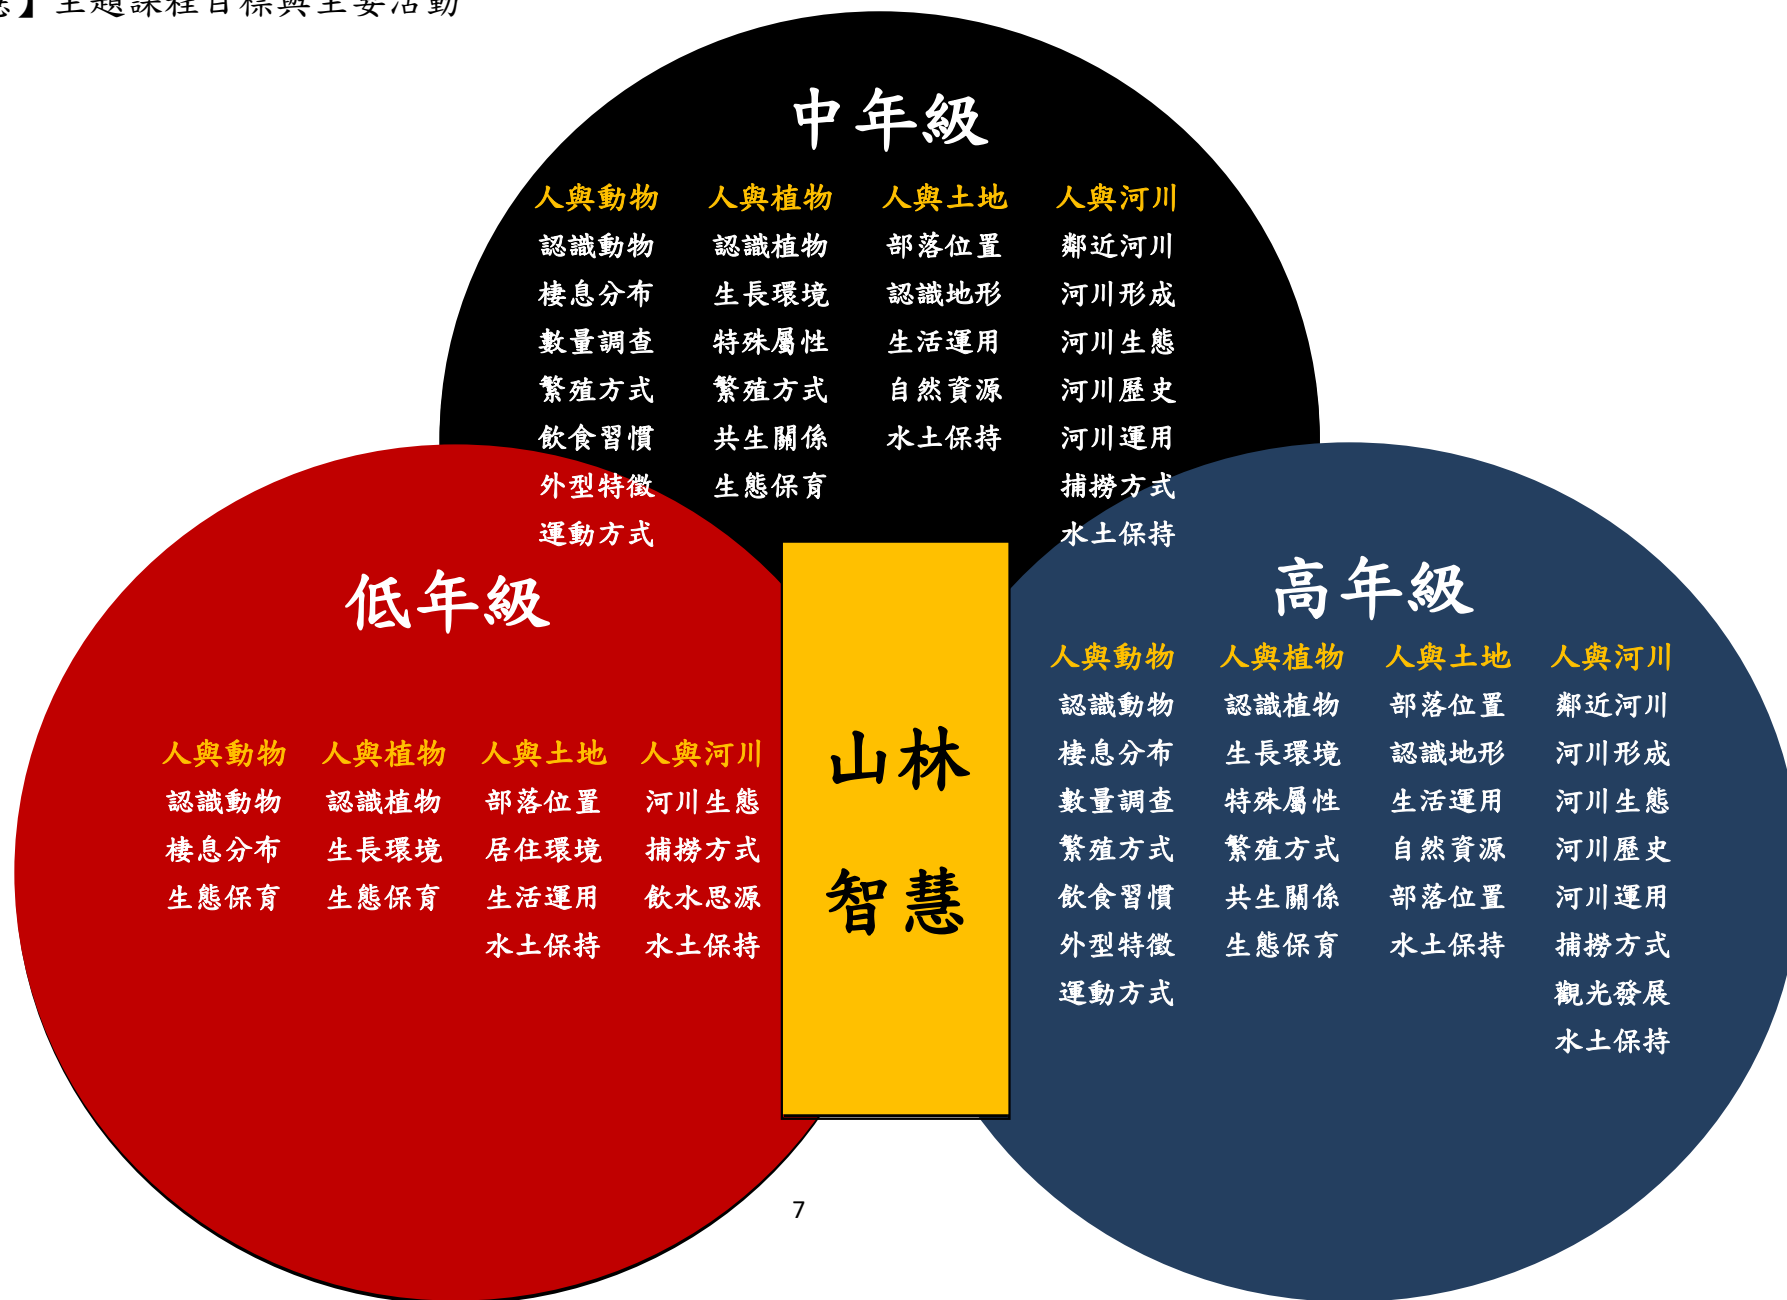 】主題課程目標與主要活動
中年級
人與動物 人與植物 人與土地 人與河川
認識動物 認識植物 部落位置 鄰近河川
棲息分布 生長環境 認識地形 河川形成
數量調查 特殊屬性 生活運用 河川生態
繁殖方式 繁殖方式 自然資源 河川歷史
飲食習慣 共生關係 水土保持 河川運用
外型特徵 生態保育 捕撈方式
運動方式 水土保持
低年級
人與動物 人與植物 人與土地 人與河川
認識動物 認識植物 部落位置 河川生態
棲息分布 生長環境 居住環境 捕撈方式
生態保育 生態保育 生活運用 飲水思源
水土保持 水土保持
山林
智慧
高年級
人與動物 人與植物 人與土地 人與河川
認識動物 認識植物 部落位置 鄰近河川
棲息分布 生長環境 認識地形 河川形成
數量調查 特殊屬性 生活運用 河川生態
繁殖方式 繁殖方式 自然資源 河川歷史
飲食習慣 共生關係 部落位置 河川運用
外型特徵 生態保育 水土保持 捕撈方式
運動方式 觀光發展
水土保持
7